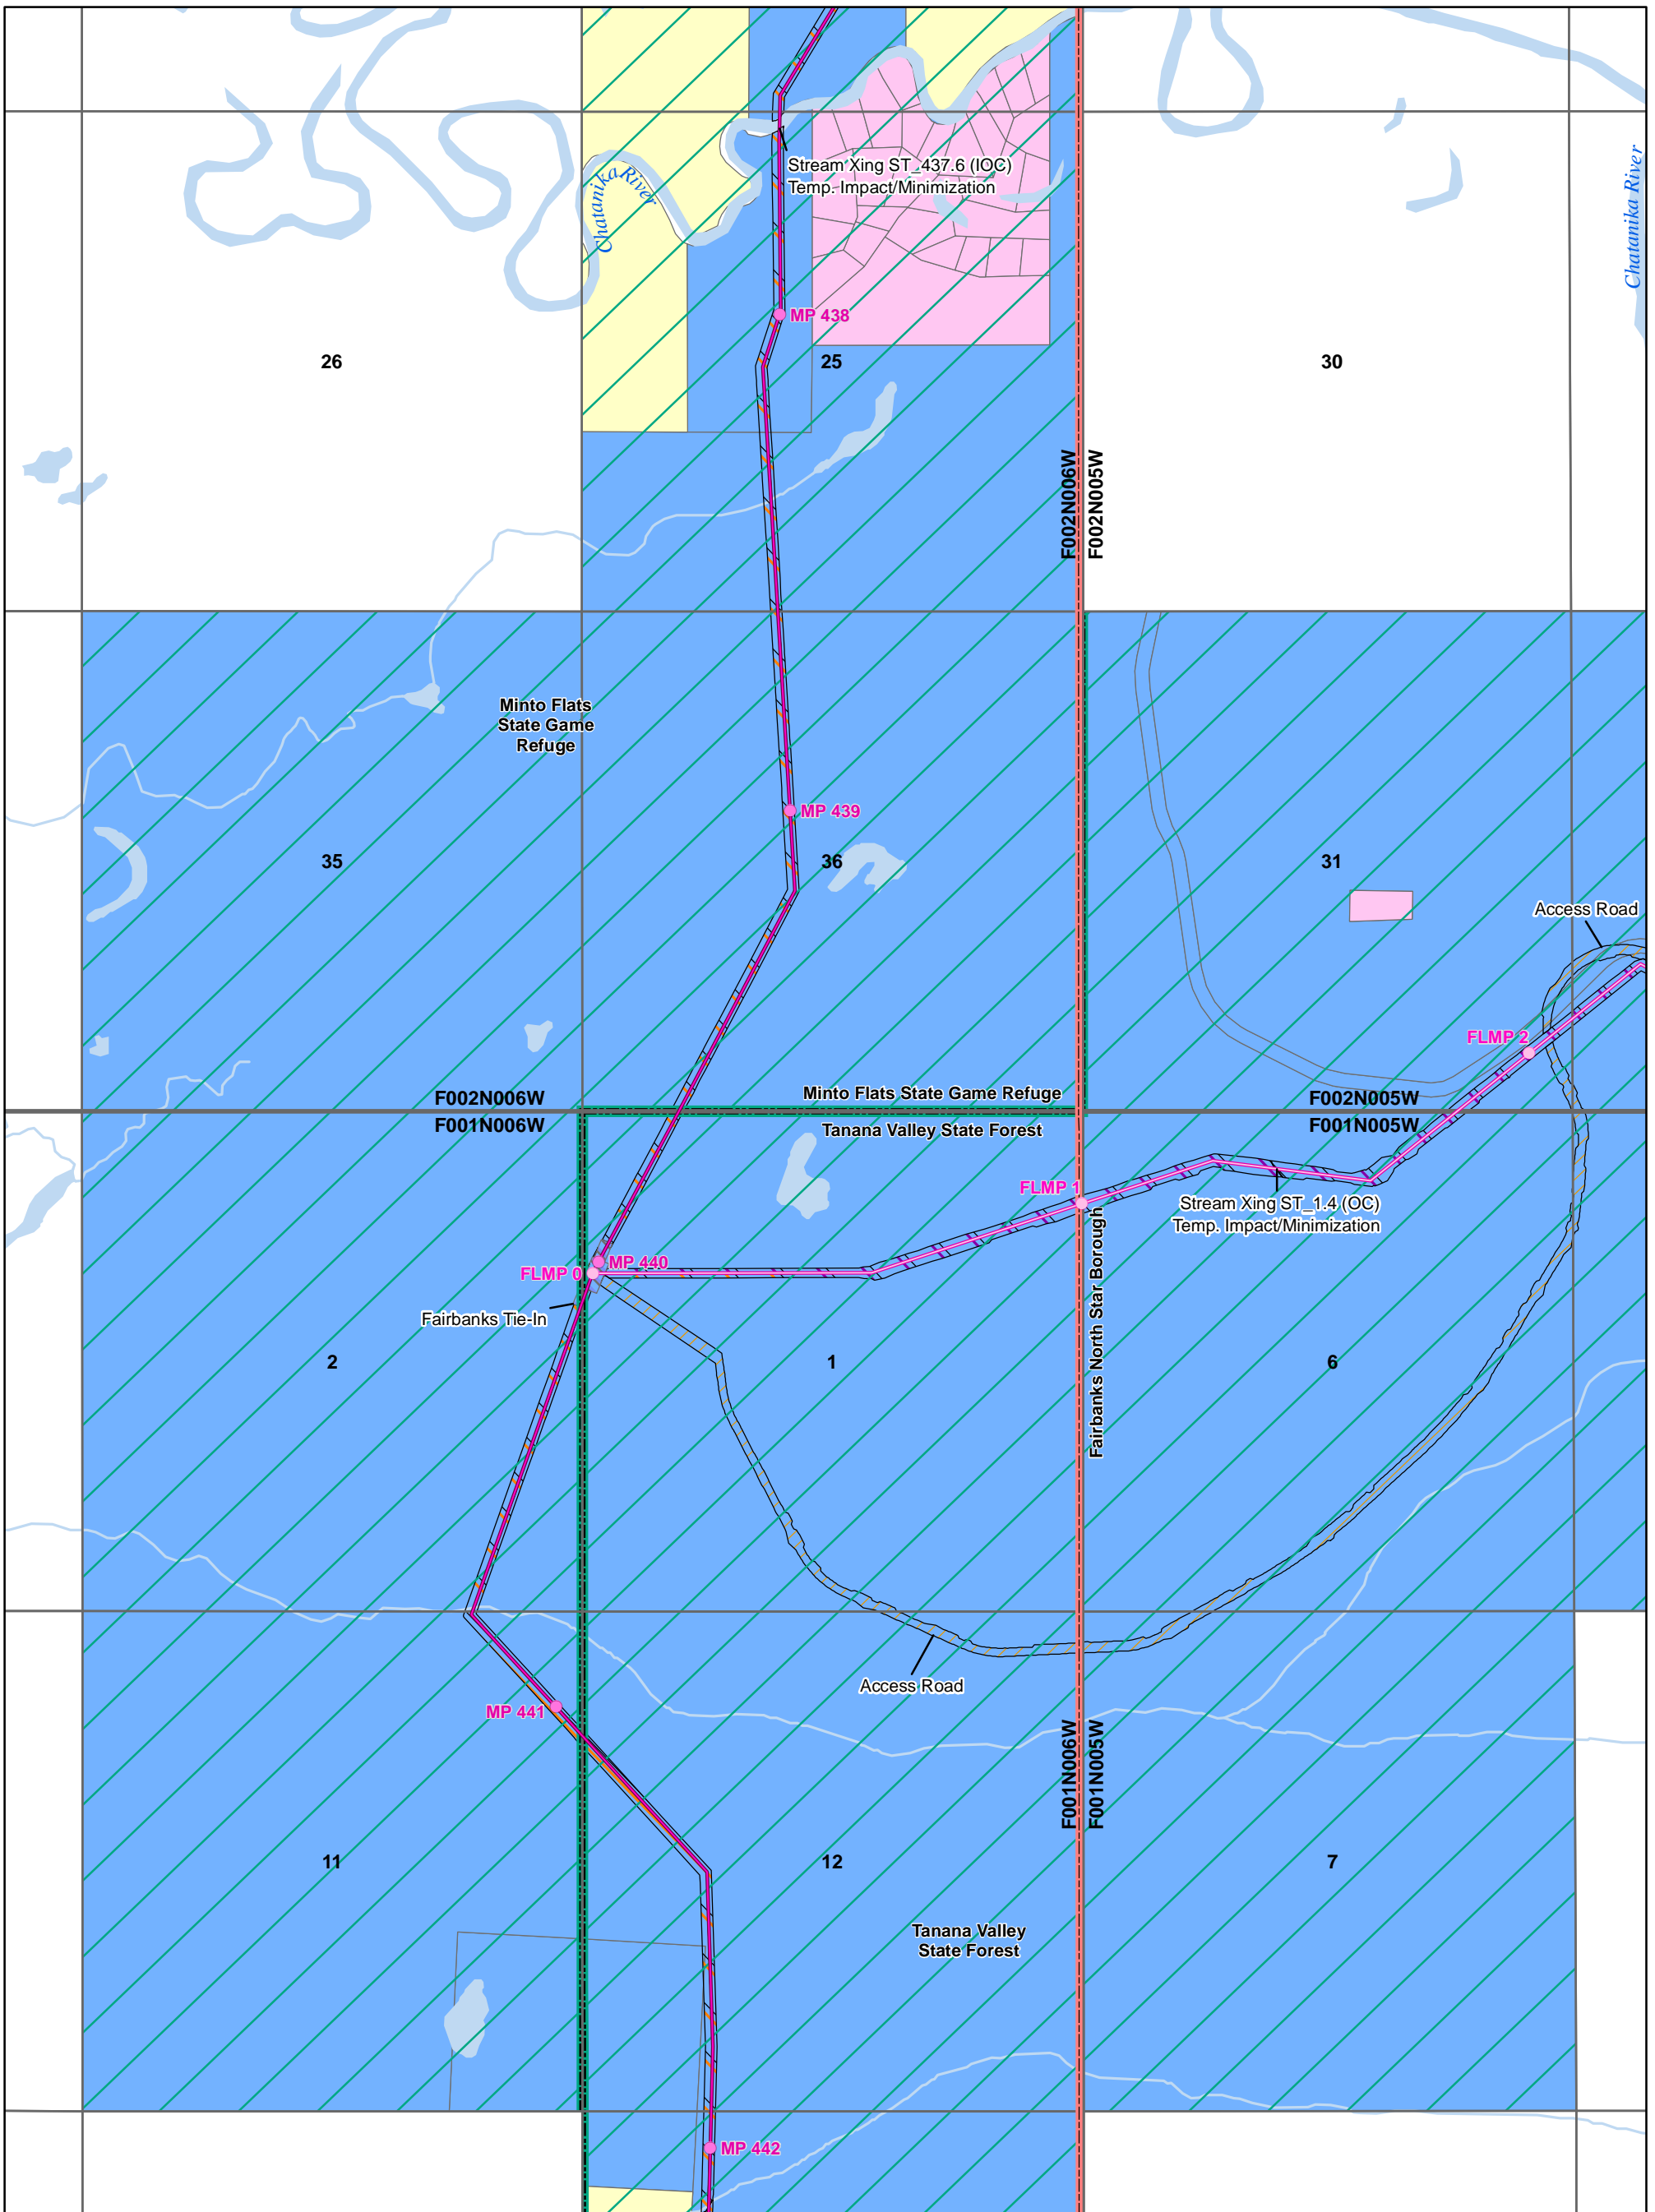 Stream Xing ST_437.6 (IOC)
Temp. Impact/Minimization
Chatanika River
Chatanika River
MP 438
26
25
30
F002N006W
F002N005W
Minto Flats
State Game
Refuge
MP 439
35
36
31
Access Road
FLMP 2
Minto Flats State Game Refuge
F002N006W
F002N005W
F001N006W
F001N005W
Tanana Valley State Forest
FLMP 1
Stream Xing ST_1.4 (OC)
Temp. Impact/Minimization
MP 440
FLMP 0
Fairbanks Tie-In
Fairbanks North Star Borough
2
1
6
Access Road
MP 441
F001N006W
F001N005W
11
12
7
Tanana Valley
State Forest
MP 442